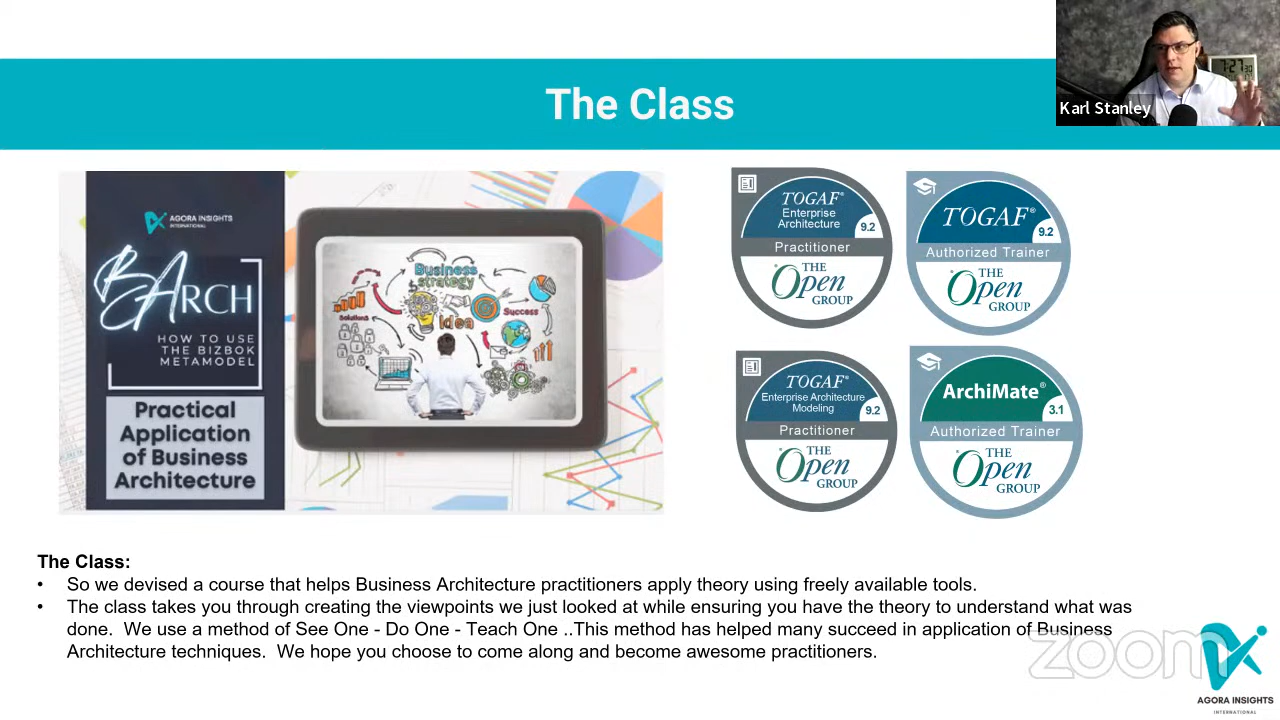 The Class
Karl Stanley
7:27 30
AGORA INSIGHTS
INTERNATIONAL
BARCH
HOW TO USE
THE BIZBOK
METAMODEL
Practical
Application
of Business
Architecture
Business
strategy
Solutions
Idea
Success
TOGAF®
Enterprise
Architecture
9.2
Practitioner
THE
Open
GROUP
TOGAF®
9.2
Authorized Trainer
THE
Open
GROUP
TOGAF®
Enterprise Architecture
Modeling
9.2
Practitioner
THE
Open
GROUP
ArchiMate®
3.1
Authorized Trainer
THE
Open
GROUP
The Class:
• So we devised a course that helps Business Architecture practitioners apply theory using freely available tools.
• The class takes you through creating the viewpoints we just looked at while ensuring you have the theory to understand what was
done. We use a method of See One - Do One - Teach One ..This method has helped many succeed in application of Business
Architecture techniques. We hope you choose to come along and become awesome practitioners.
zoom
AGORA INSIGHTS
INTERNATIONAL